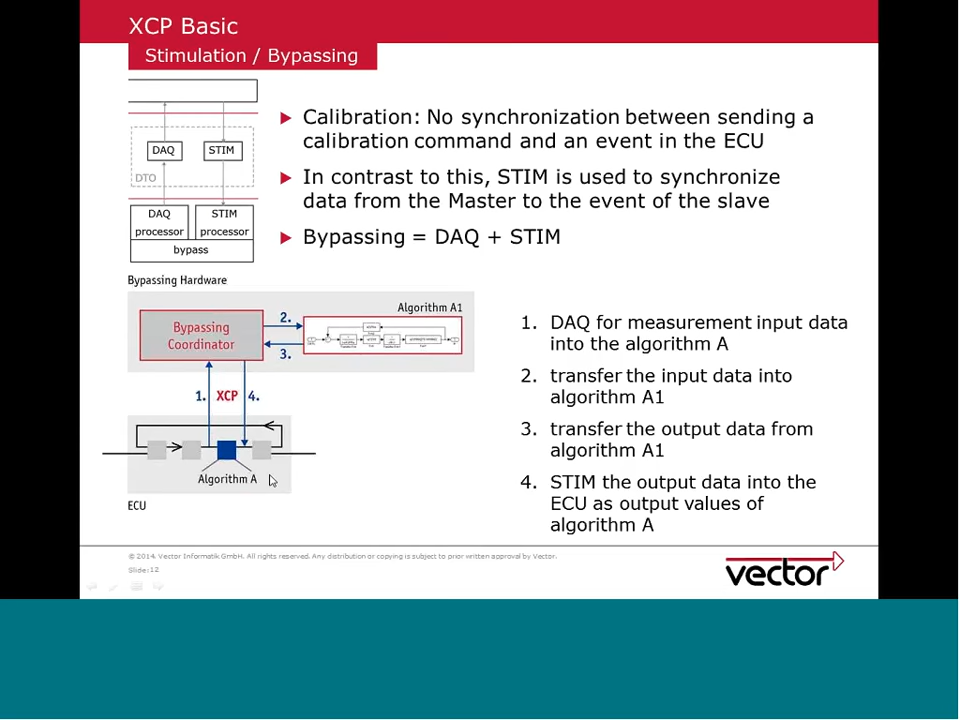 XCP Basic
Stimulation / Bypassing
DAQ
STIM
DTO
DAQ
processor
STIM
processor
bypass
▶ Calibration: No synchronization between sending a
calibration command and an event in the ECU
▶ In contrast to this, STIM is used to synchronize
data from the Master to the event of the slave
▶ Bypassing = DAQ + STIM
Bypassing Hardware
Bypassing
Coordinator
2.
3.
Algorithm A1
1. XCP 4.
Algorithm A
ECU
1. DAQ for measurement input data
into the algorithm A
2. transfer the input data into
algorithm A1
3. transfer the output data from
algorithm A1
4. STIM the output data into the
ECU as output values of
algorithm A
© 2014. Vector Informatik GmbH. All rights reserved. Any distribution or copying is subject to prior written approval by Vector.
Slide: 12
vector